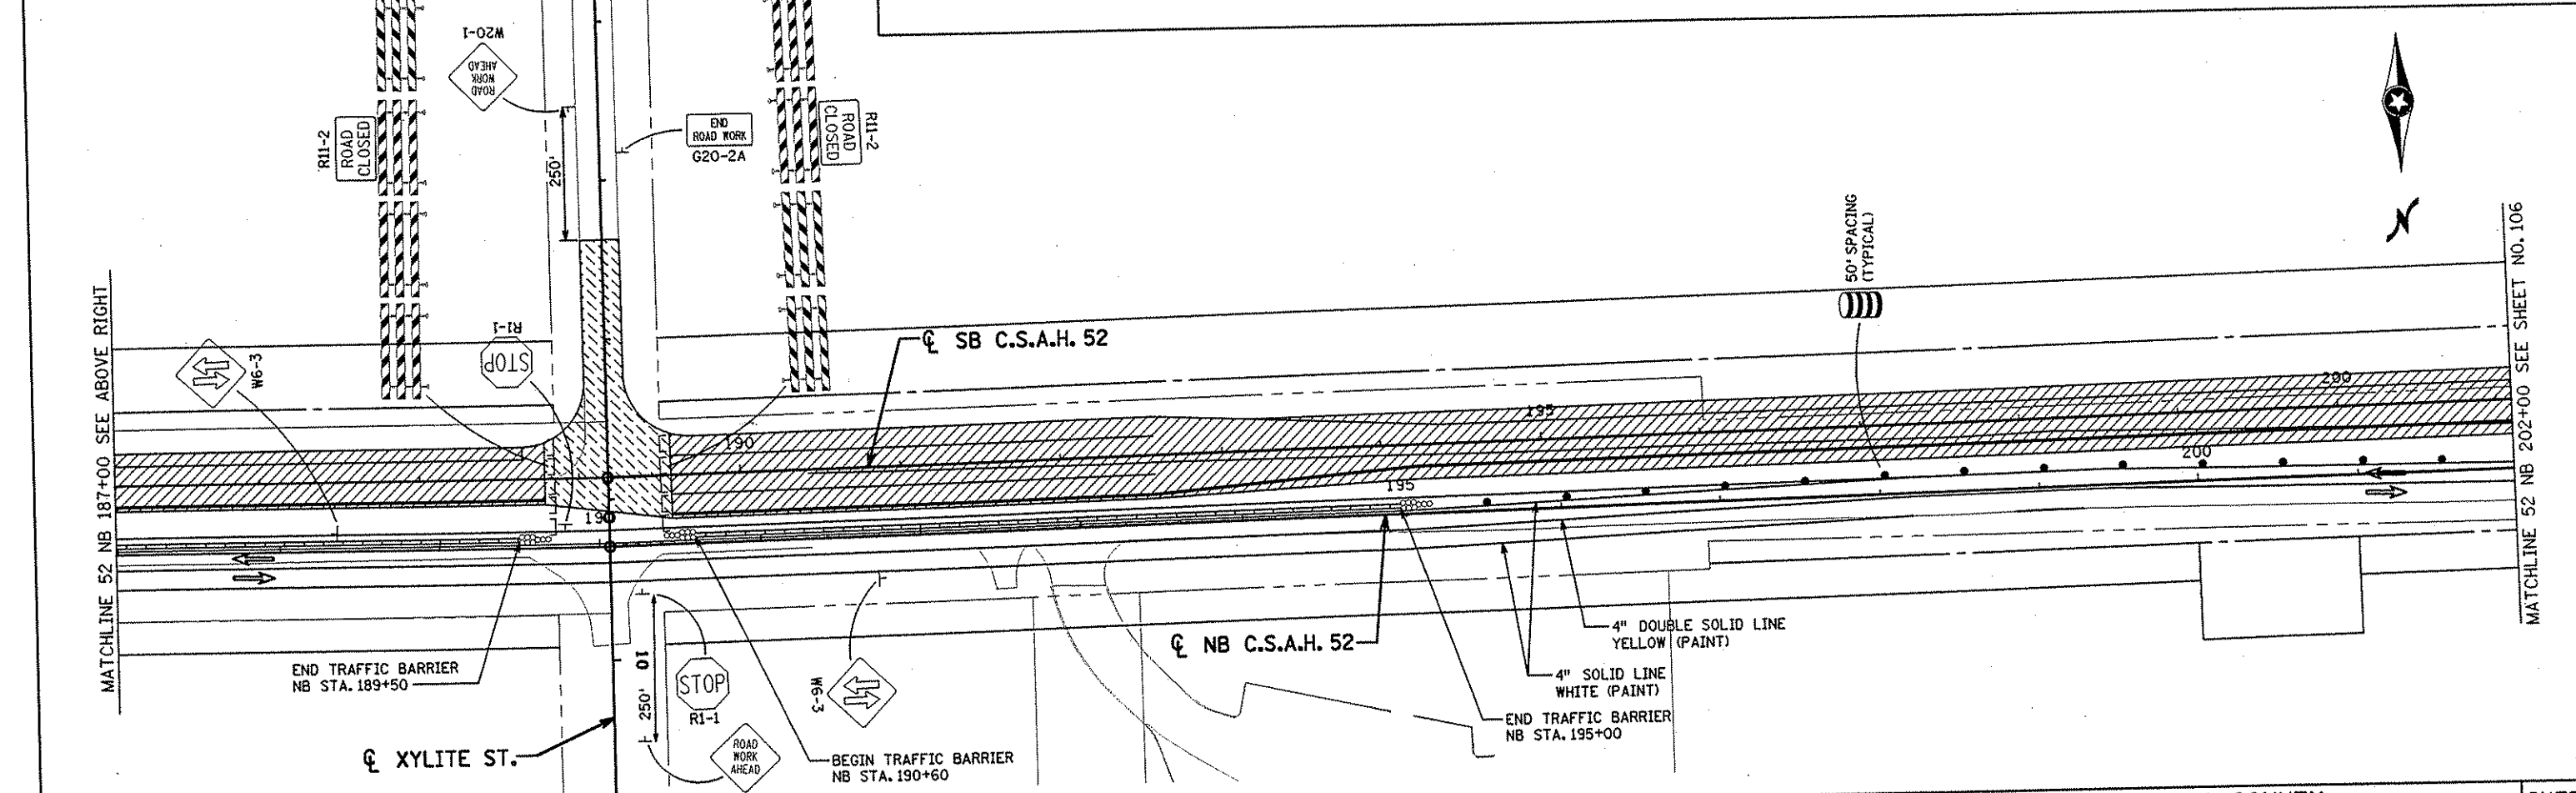 W20-1
ROAD
WORK
AHEAD
R11-2
ROAD
CLOSED
250'
END
ROAD WORK
G20-2A
ROAD
CLOSED
R11-2
N
50' SPACING
(TYPICAL)
MATCHLINE 52 NB 187+00 SEE ABOVE RIGHT
W6-3
R1-1
STOP
℄ SB C.S.A.H. 52
190
195
200
190
195
200
MATCHLINE 52 NB 202+00 SEE SHEET NO. 106
END TRAFFIC BARRIER
NB STA. 189+50
10
250'
STOP
R1-1
W6-3
℄ NB C.S.A.H. 52
4" DOUBLE SOLID LINE
YELLOW (PAINT)
4" SOLID LINE
WHITE (PAINT)
END TRAFFIC BARRIER
NB STA. 195+00
℄ XYLITE ST.
ROAD
WORK
AHEAD
BEGIN TRAFFIC BARRIER
NB STA. 190+60